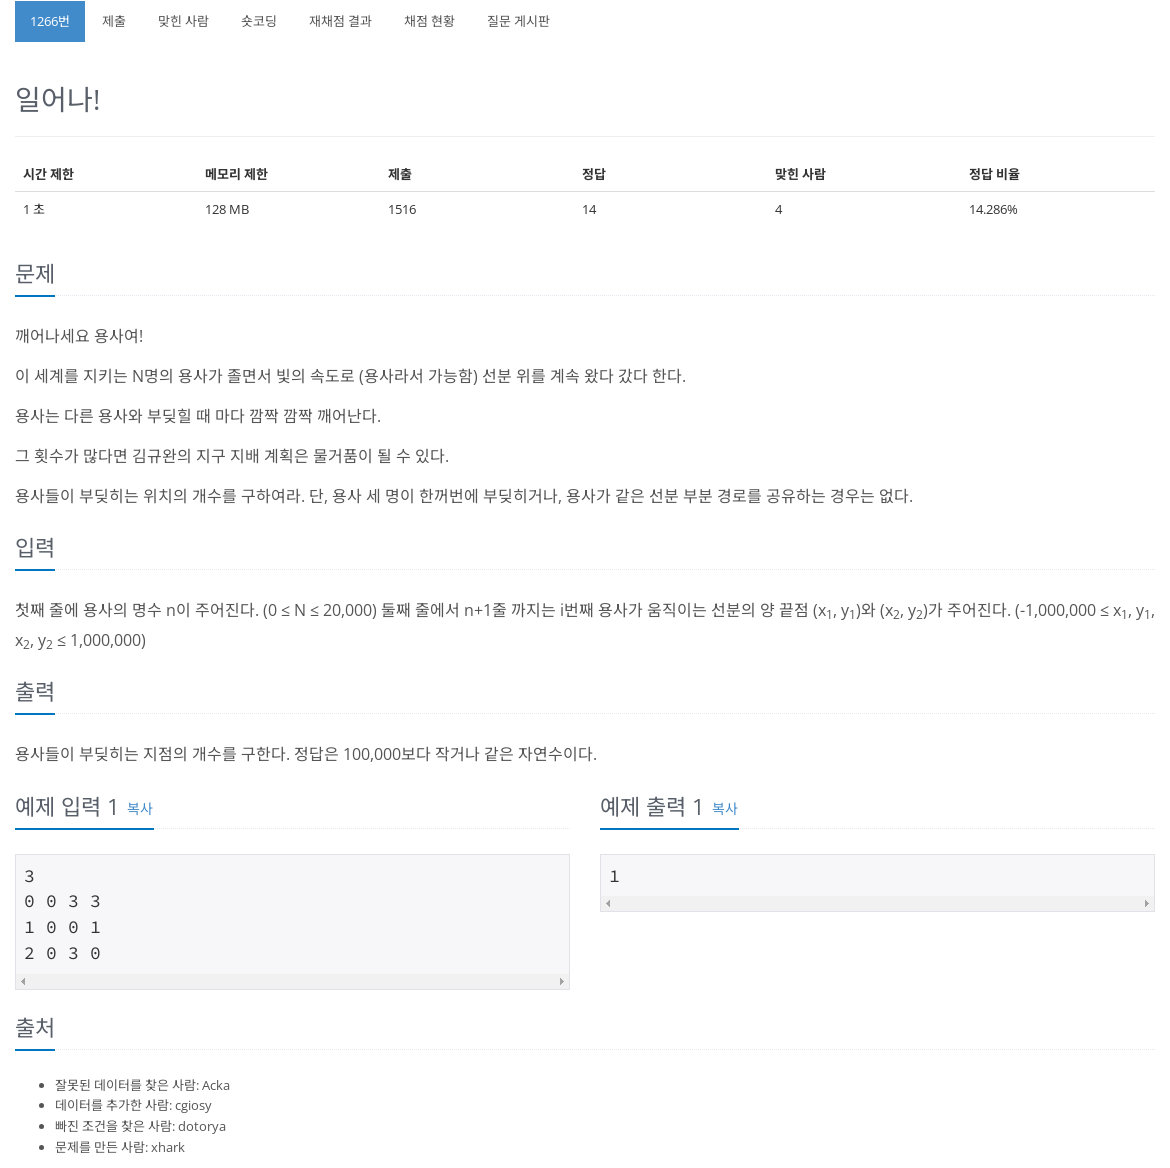 1266번 제출 맞힌 사람 숏코딩 재채점 결과 채점 현황 질문 게시판
일어나!
시간 제한 메모리 제한 제출 정답 맞힌 사람 정답 비율
1 초 128 MB 1516 14 4 14.286%
문제
깨어나세요 용사여!
이 세계를 지키는 N명의 용사가 졸면서 빛의 속도로 (용사라서 가능함) 선분 위를 계속 왔다 갔다 한다.
용사는 다른 용사와 부딪힐 때 마다 깜짝 깜짝 깨어난다.
그 횟수가 많다면 김규완의 지구 지배 계획은 물거품이 될 수 있다.
용사들이 부딪히는 위치의 개수를 구하여라. 단, 용사 세 명이 한꺼번에 부딪히거나, 용사가 같은 선분 부분 경로를 공유하는 경우는 없다.
입력
첫째 줄에 용사의 명수 n이 주어진다. (0 ≤ N ≤ 20,000) 둘째 줄에서 n+1줄 까지는 i번째 용사가 움직이는 선분의 양 끝점 (x₁, y₁)와 (x₂, y₂)가 주어진다. (-1,000,000 ≤ x₁, y₁,
x₂, y₂ ≤ 1,000,000)
출력
용사들이 부딪히는 지점의 개수를 구한다. 정답은 100,000보다 작거나 같은 자연수이다.
예제 입력 1 복사
3
0 0 3 3
1 0 0 1
2 0 3 0
예제 출력 1 복사
1
출처
잘못된 데이터를 찾은 사람: Acka
데이터를 추가한 사람: cgiosy
빠진 조건을 찾은 사람: dotorya
문제를 만든 사람: xhark